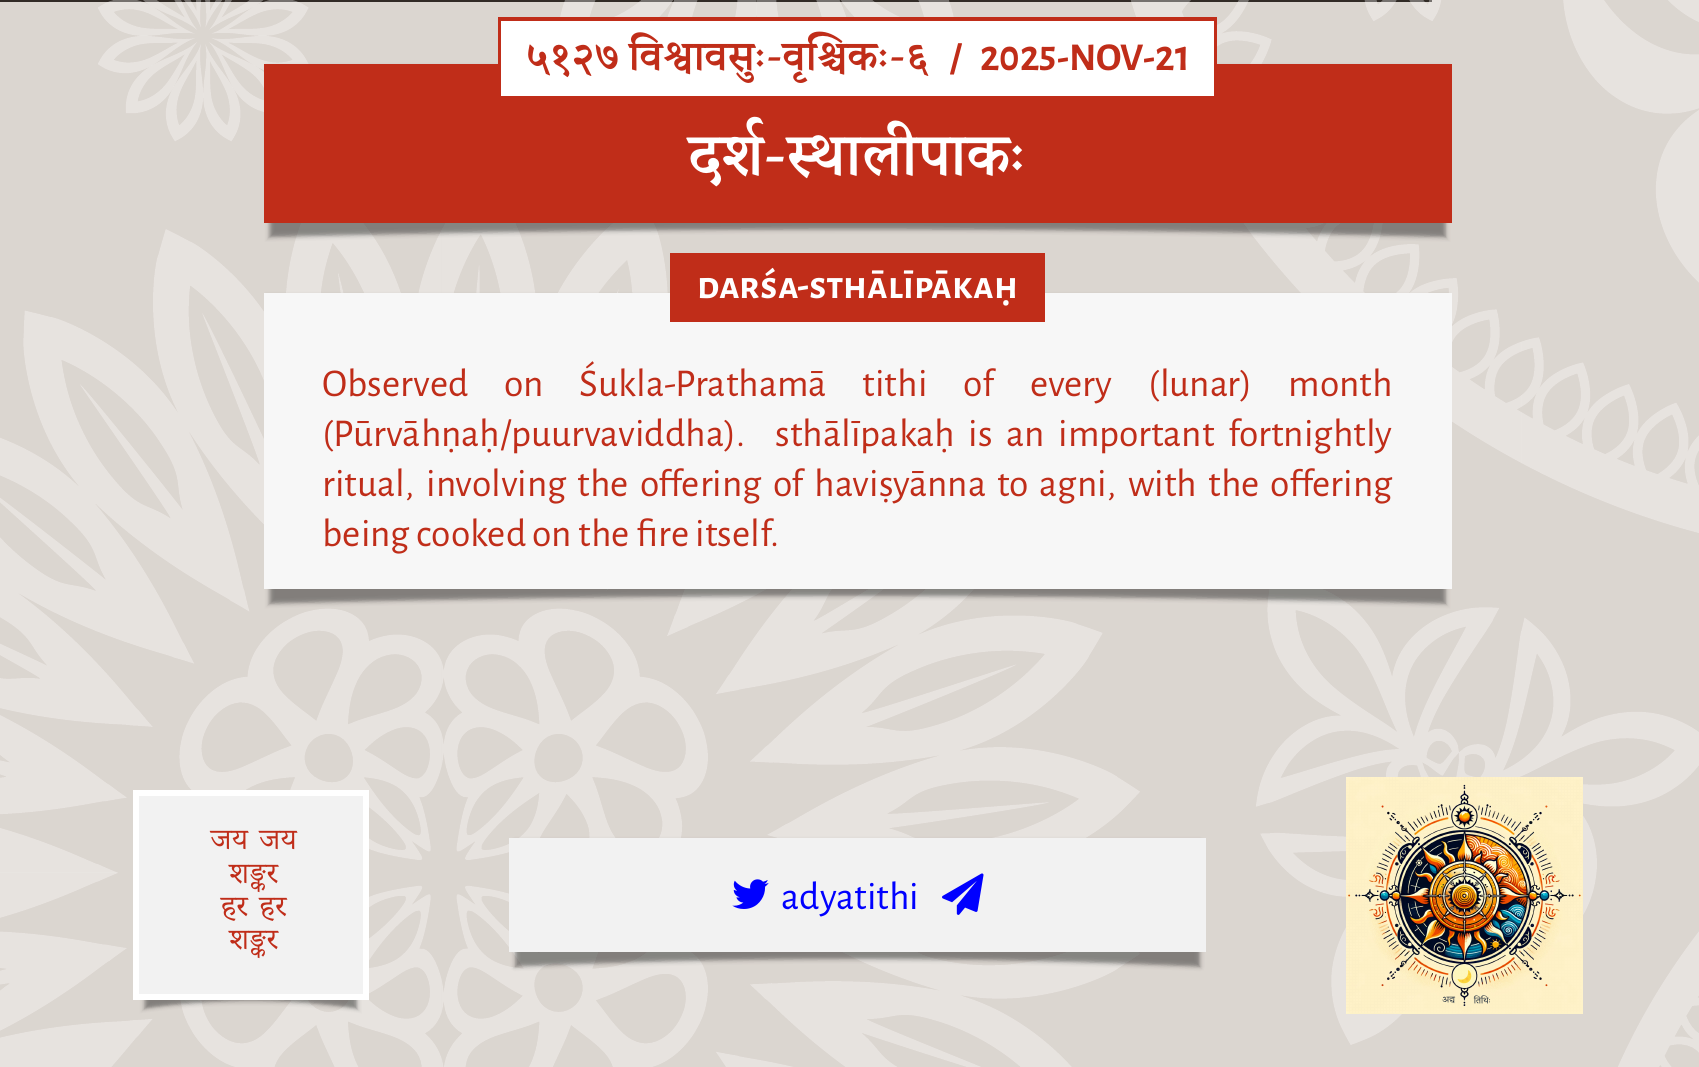 ५१२७ विश्वावसुः-वृश्चिकः-६ / 2025-NOV-21
दर्श-स्थालीपाकः
DARŚA-STHĀLĪPĀKAḤ
Observed on Śukla-Prathamā tithi of every (lunar) month
(Pūrvāhṇaḥ/puurvaviddha). sthālīpakaḥ is an important fortnightly
ritual, involving the offering of haviṣyānna to agni, with the offering
being cooked on the fire itself.
जय जय
शङ्कर
हर हर
शङ्कर
adyatithi
अद्य तिथिः